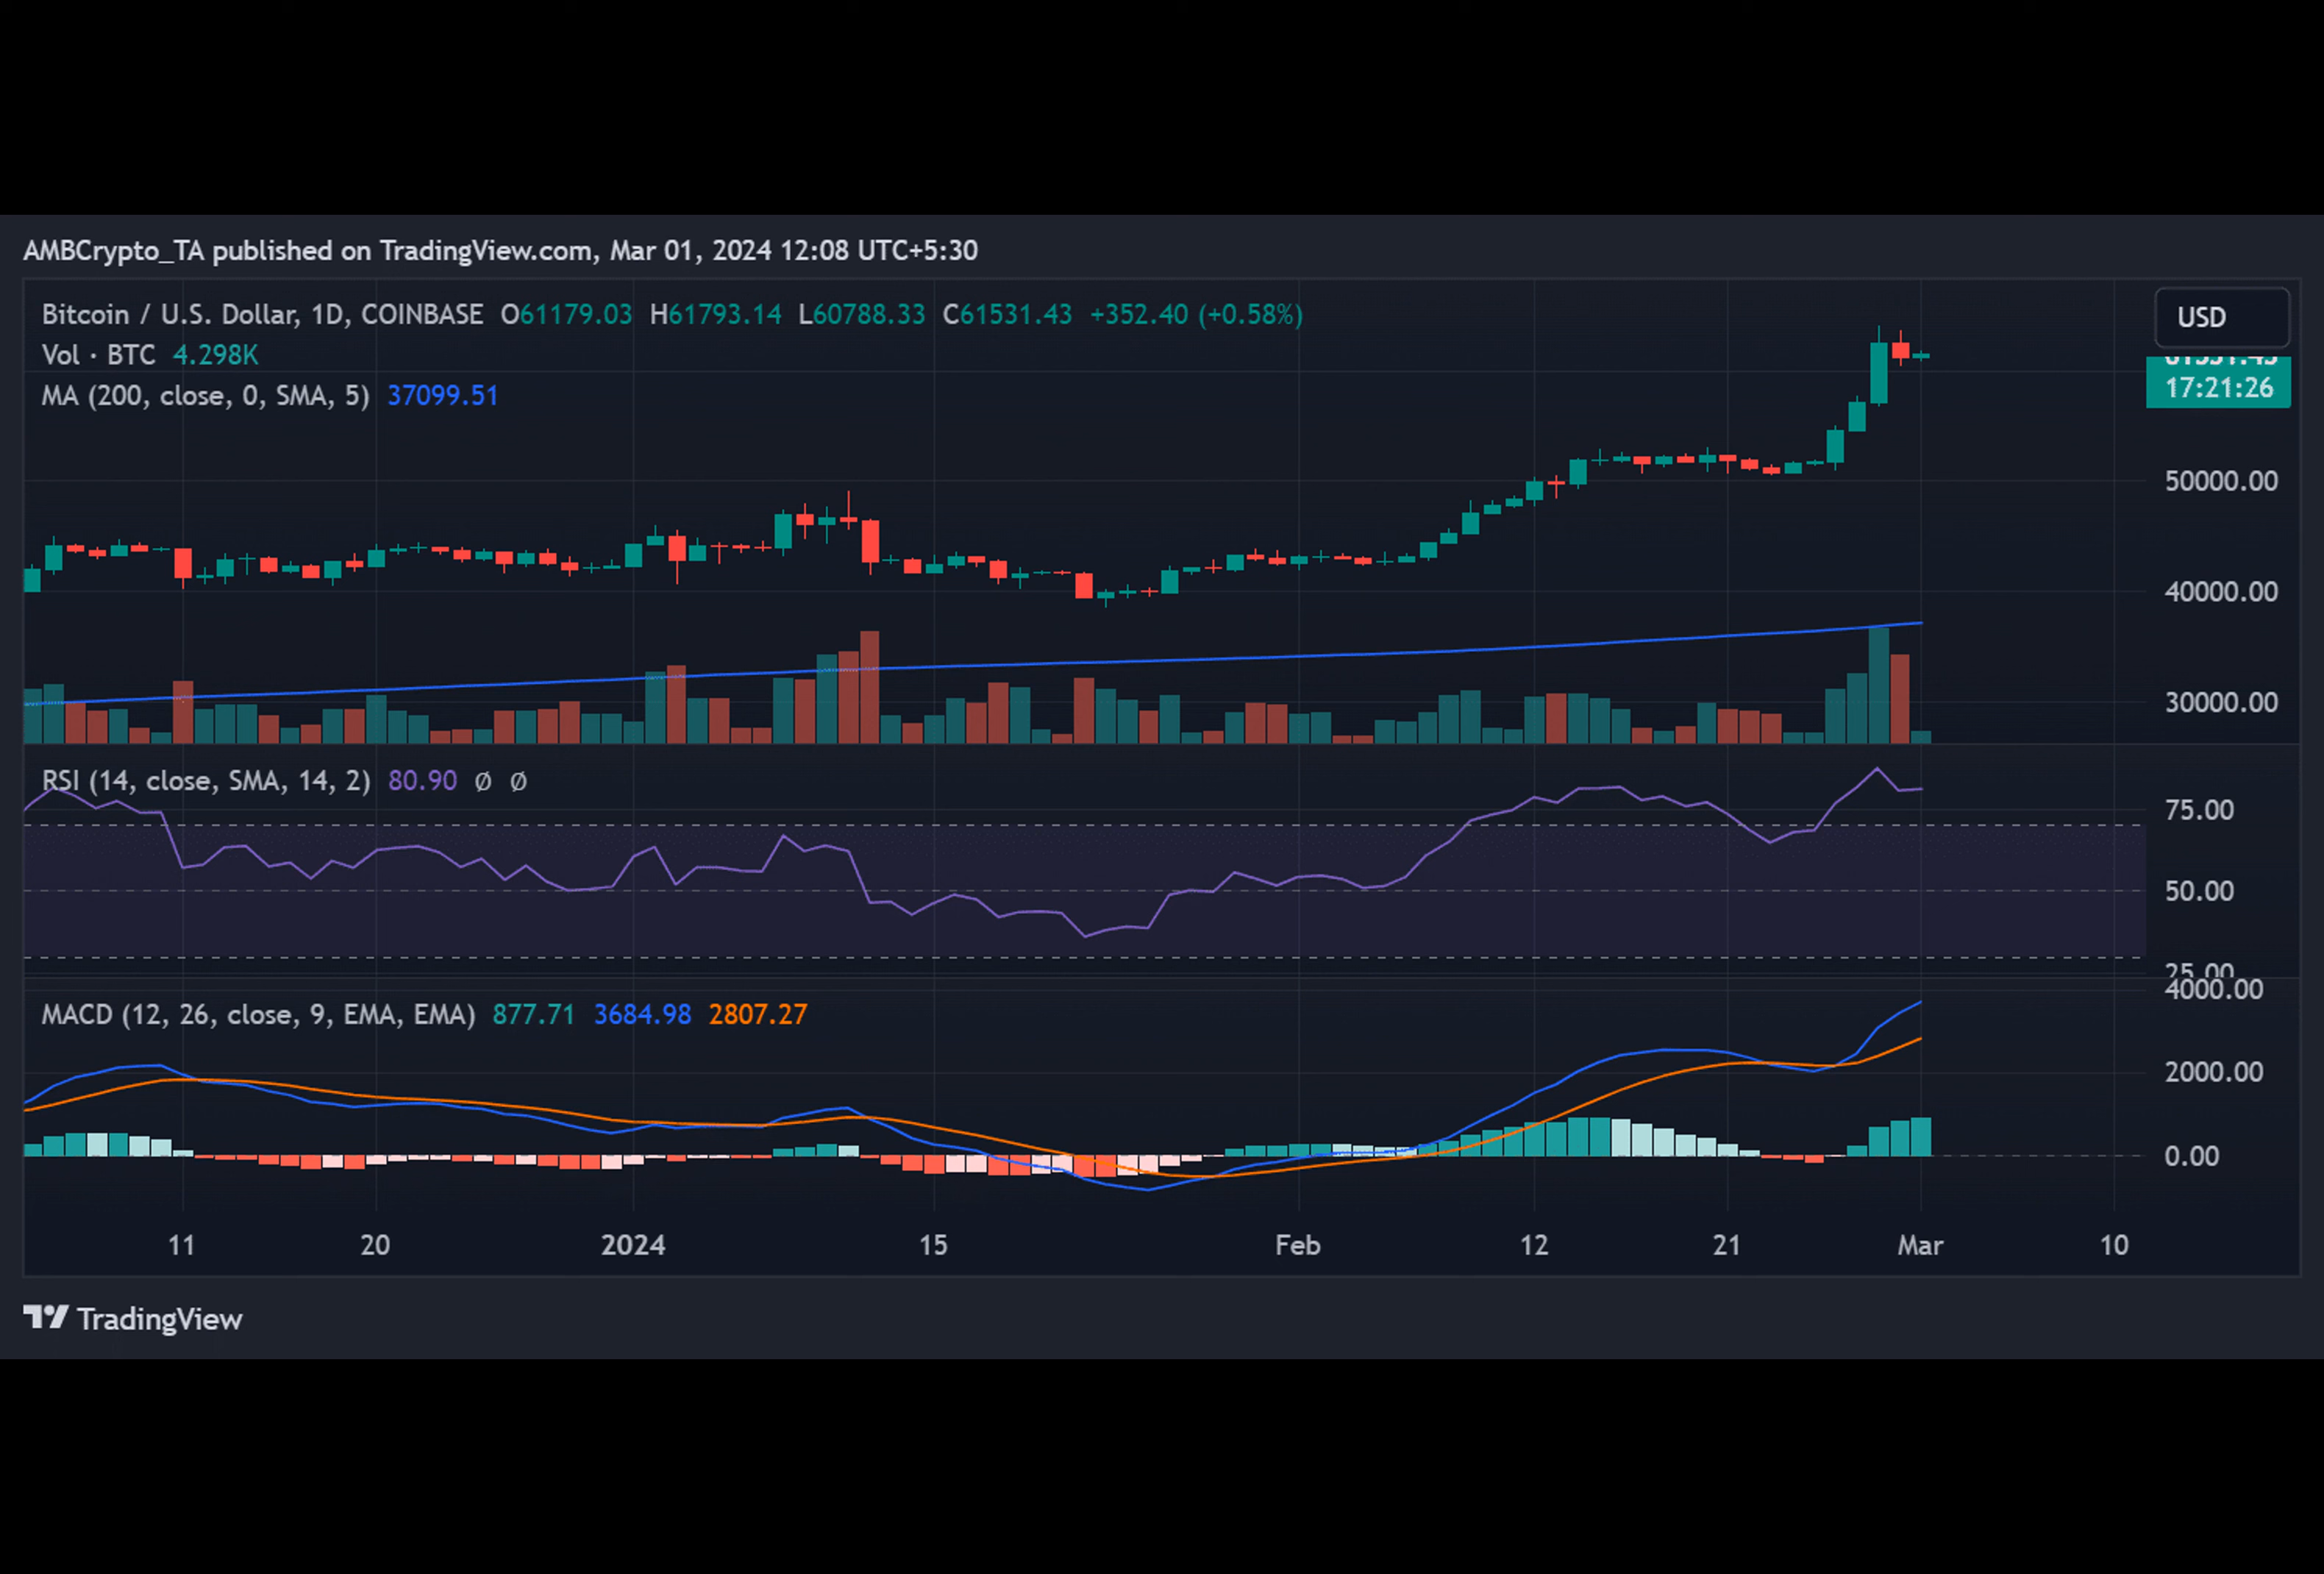 AMBCrypto_TA published on TradingView.com, Mar 01, 2024 12:08 UTC+5:30
Bitcoin / U.S. Dollar, 1D, COINBASE O61179.03 H61793.14 L60788.33 C61531.43 +352.40 (+0.58%)
USD
Vol · BTC 4.298K
61531.43
17:21:26
MA (200, close, 0, SMA, 5) 37099.51
50000.00
40000.00
30000.00
RSI (14, close, SMA, 14, 2) 80.90 Ø Ø
75.00
50.00
25.00
4000.00
MACD (12, 26, close, 9, EMA, EMA) 877.71 3684.98 2807.27
2000.00
0.00
11 20 2024 15 Feb 12 21 Mar 10
TradingView